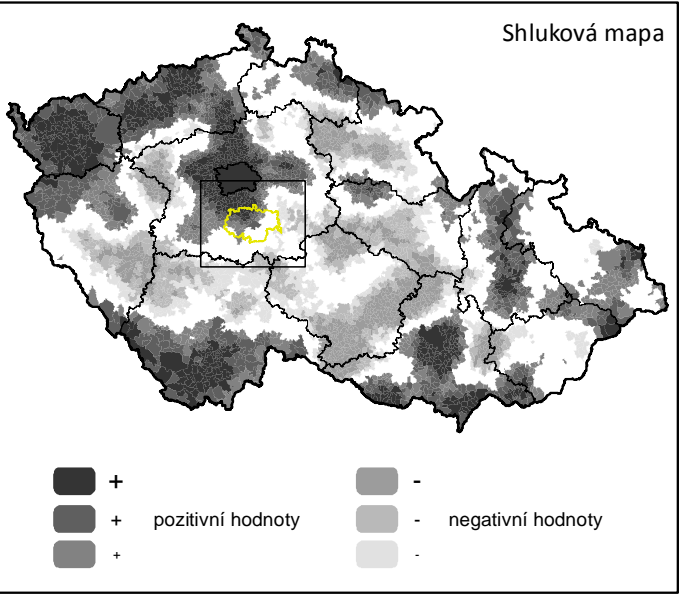 Shluková mapa
+ -
+ pozitivní hodnoty - negativní hodnoty
+ -